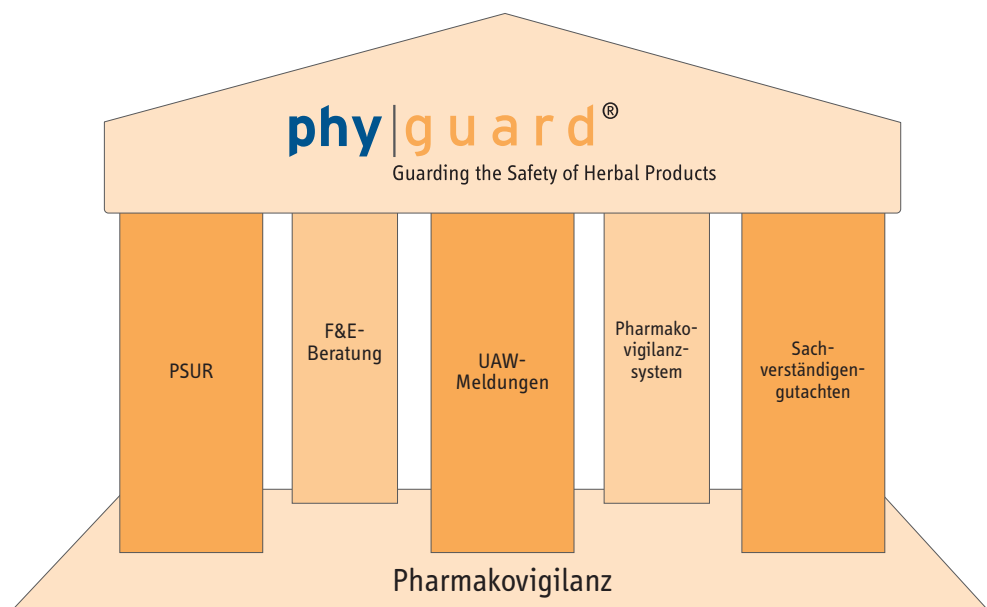 phy|guard®
Guarding the Safety of Herbal Products
PSUR
F&E-
Beratung
UAW-
Meldungen
Pharmako-
vigilanz-
system
Sach-
verständigen-
gutachten
Pharmakovigilanz